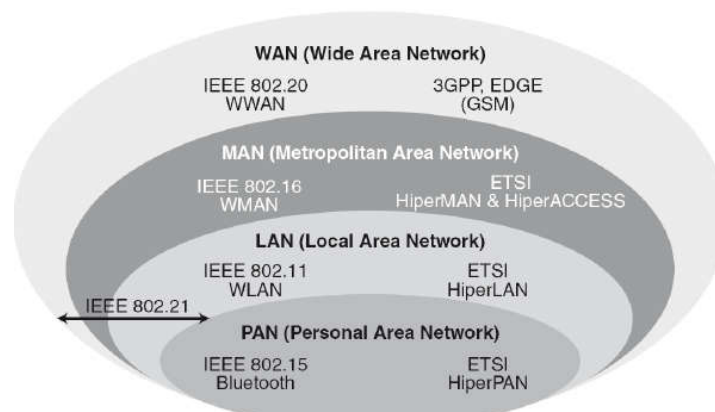 WAN (Wide Area Network)
IEEE 802.20
WWAN
3GPP, EDGE
(GSM)
MAN (Metropolitan Area Network)
IEEE 802.16
WMAN
ETSI
HiperMAN & HiperACCESS
LAN (Local Area Network)
IEEE 802.11
WLAN
ETSI
HiperLAN
IEEE 802.21
PAN (Personal Area Network)
IEEE 802.15
Bluetooth
ETSI
HiperPAN